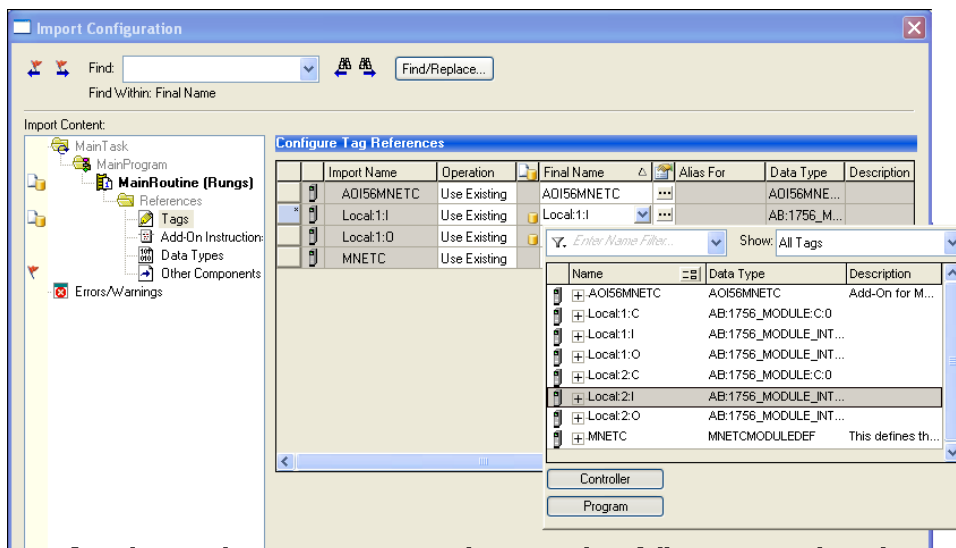 Import Configuration
Find:
Find/Replace...
Find Within: Final Name
Import Content:
MainTask
MainProgram
MainRoutine (Rungs)
References
Tags
Add-On Instruction:
Data Types
Other Components
Errors/Warnings
Configure Tag References
Import Name Operation Final Name Alias For Data Type Description
AOI56MNETC Use Existing AOI56MNETC ... AOI56MNE...
* Local:1:I Use Existing Local:1:I ... AB:1756_M...
Local:1:O Use Existing
MNETC Use Existing
Enter Name Filter... Show: All Tags
Name Data Type Description
AOI56MNETC AOI56MNETC Add-On for M...
Local:1:C AB:1756_MODULE:C:0
Local:1:I AB:1756_MODULE_INT...
Local:1:O AB:1756_MODULE_INT...
Local:2:C AB:1756_MODULE:C:0
Local:2:I AB:1756_MODULE_INT...
Local:2:O AB:1756_MODULE_INT...
MNETC MNETCMODULEDEF This defines th...
Controller
Program